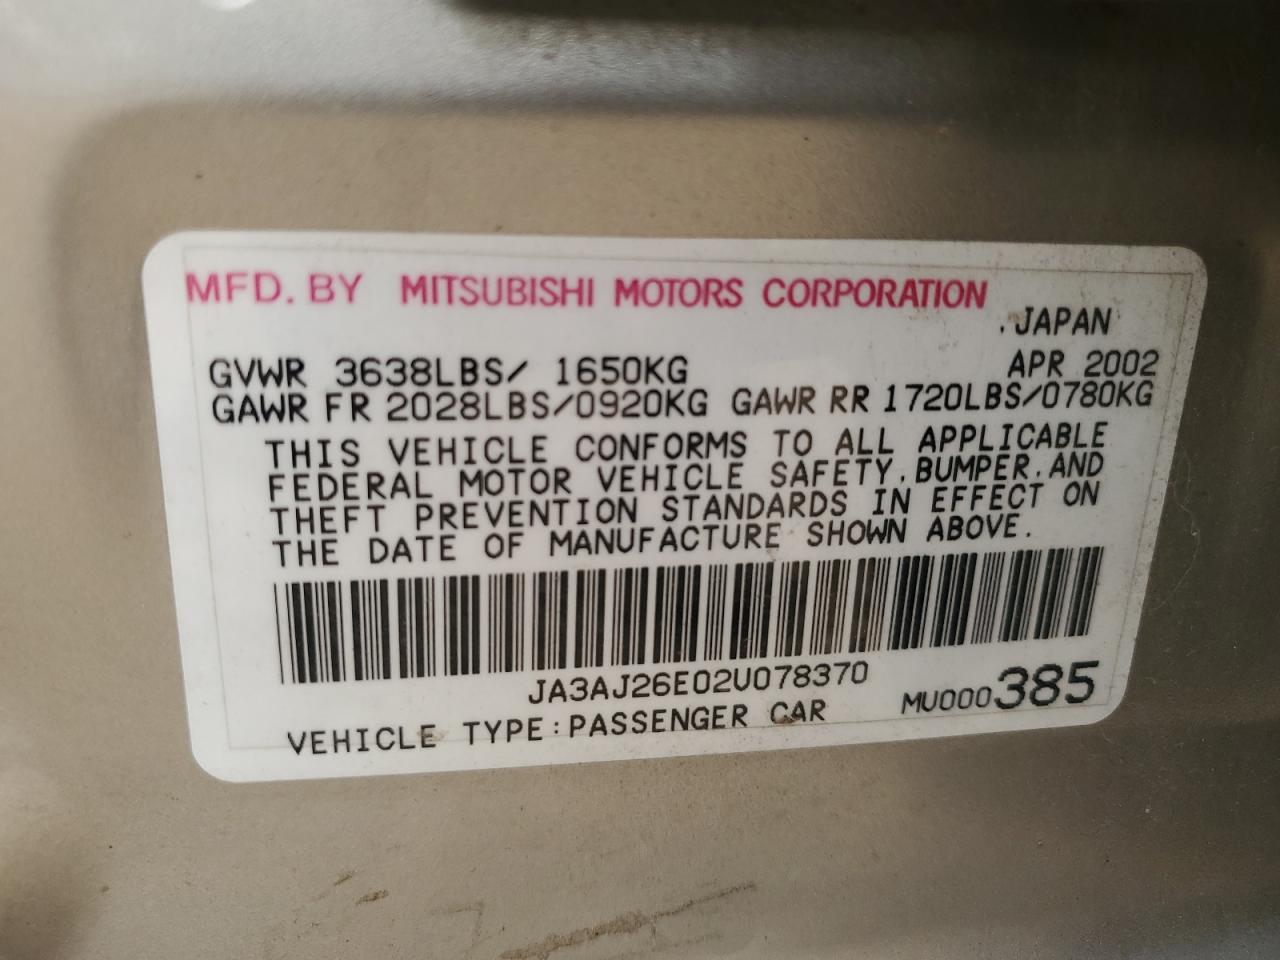 MFD. BY MITSUBISHI MOTORS CORPORATION
.JAPAN
GVWR 3638LBS/ 1650KG APR 2002
GAWR FR 2028LBS/0920KG GAWR RR 1720LBS/0780KG
THIS VEHICLE CONFORMS TO ALL APPLICABLE
FEDERAL MOTOR VEHICLE SAFETY, BUMPER, AND
THEFT PREVENTION STANDARDS IN EFFECT ON
THE DATE OF MANUFACTURE SHOWN ABOVE.
JA3AJ26E02U078370
VEHICLE TYPE:PASSENGER CAR MU000385